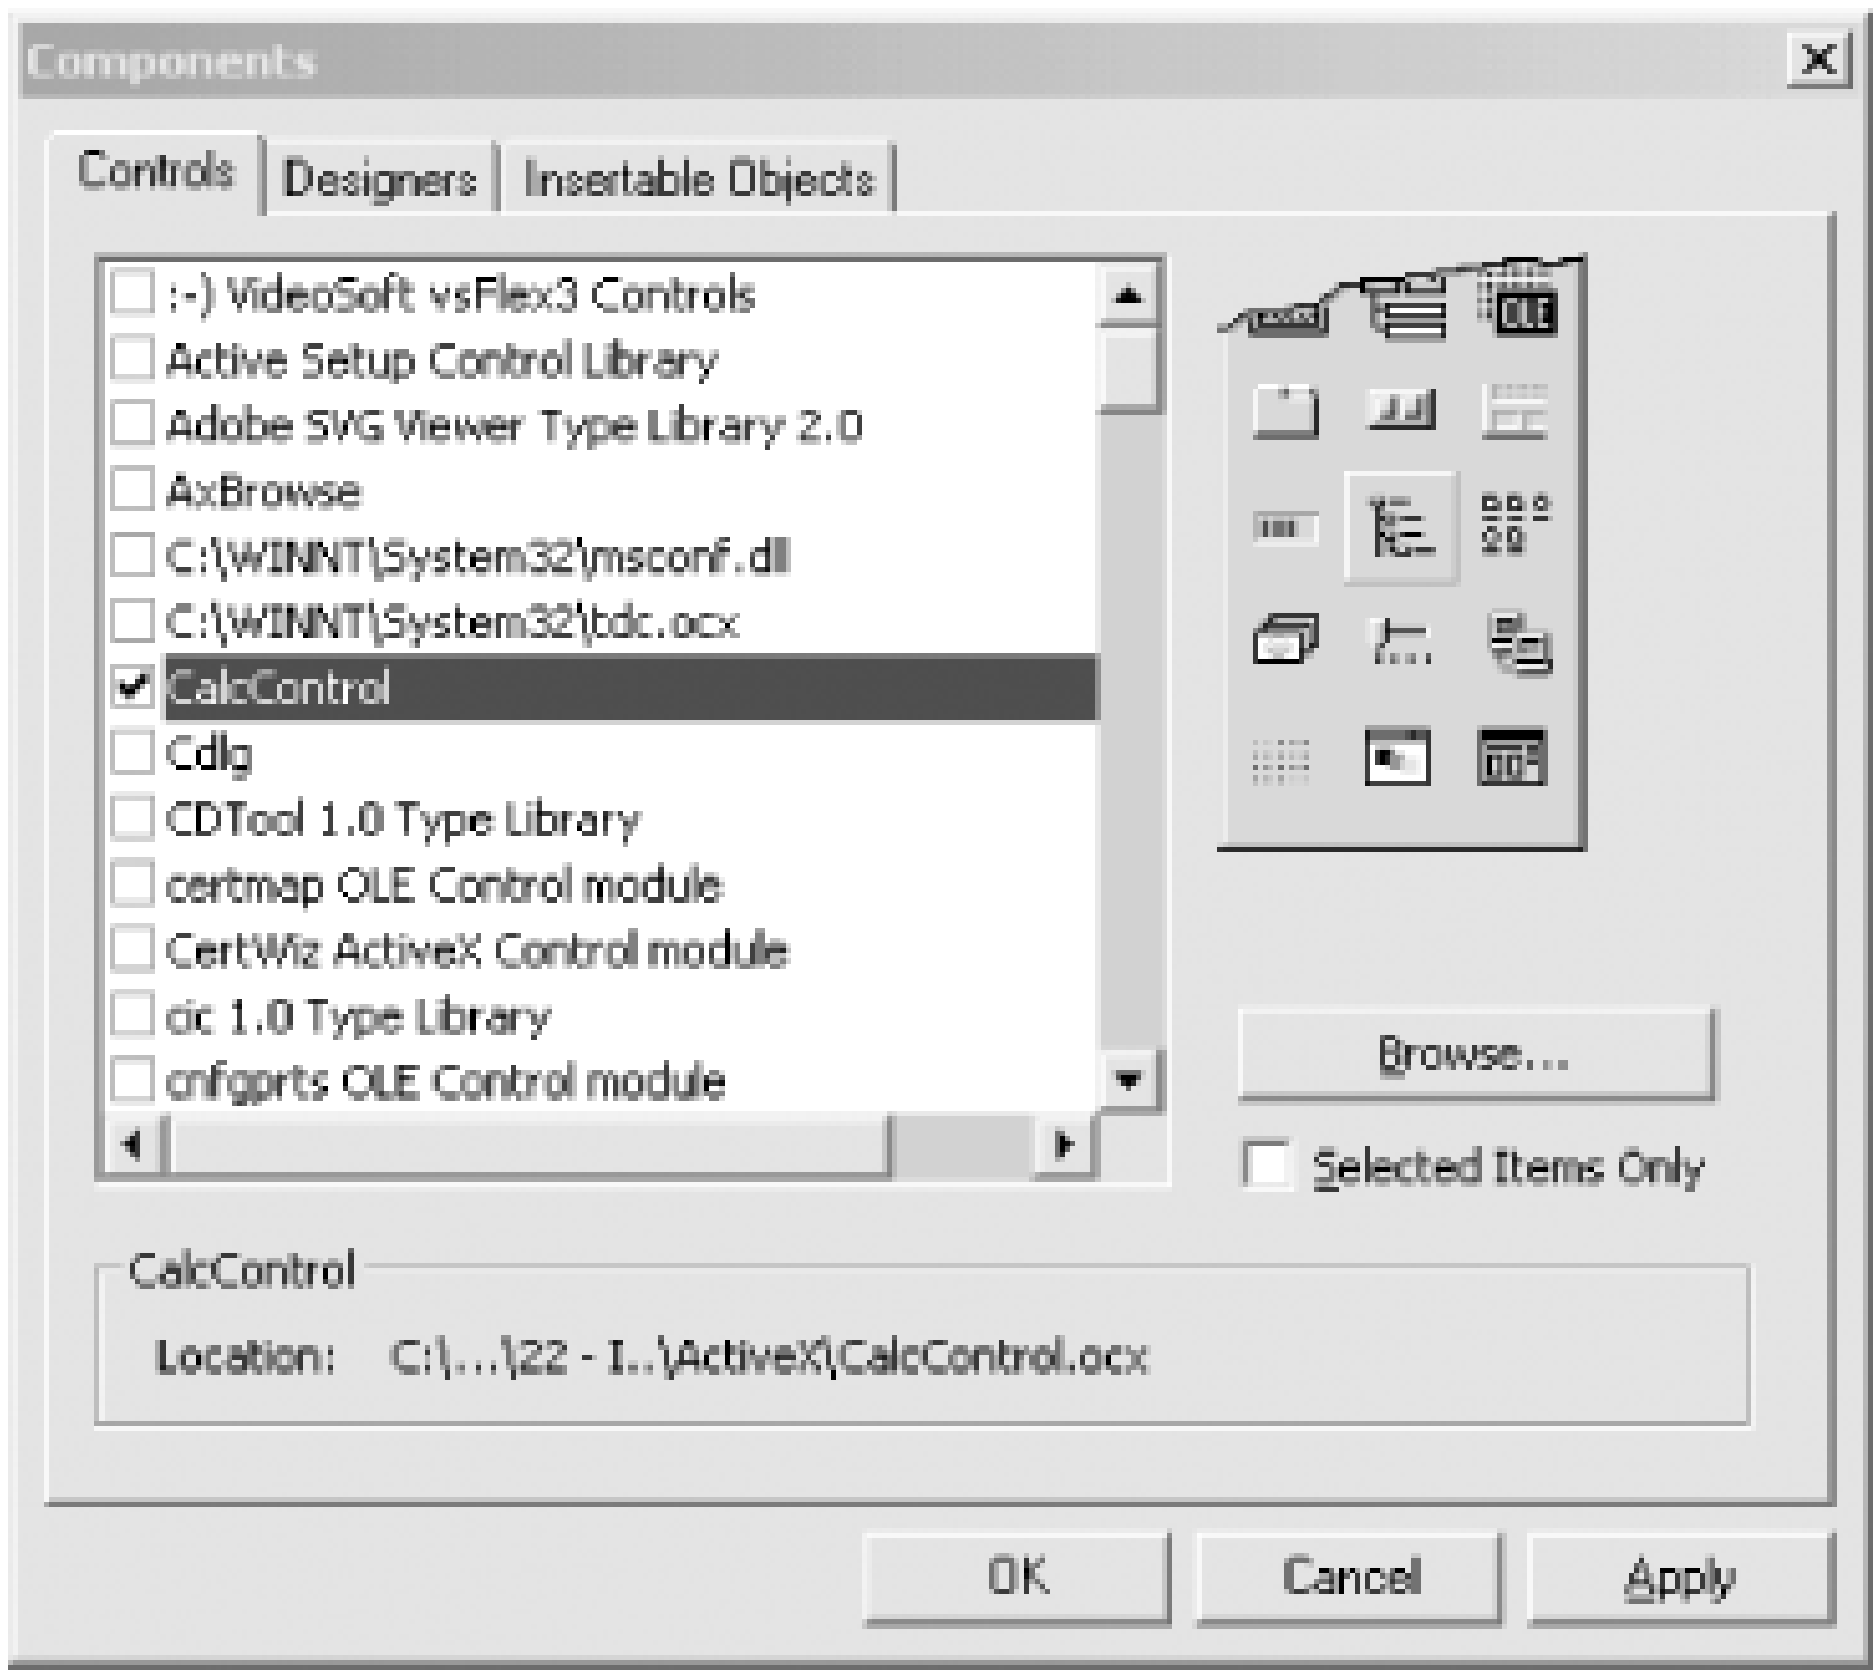 Components
Controls Designers Insertable Objects
:-) VideoSoft vsFlex3 Controls
Active Setup Control Library
Adobe SVG Viewer Type Library 2.0
AxBrowse
C:\WINNT\System32\msconf.dll
C:\WINNT\System32\tdc.ocx
CalcControl
Cdlg
CDTool 1.0 Type Library
certmap OLE Control module
CertWiz ActiveX Control module
cic 1.0 Type Library
cnfgprts OLE Control module
OLE
Browse...
Selected Items Only
CalcControl
Location: C:\...\22 - I..\ActiveX\CalcControl.ocx
OK Cancel Apply